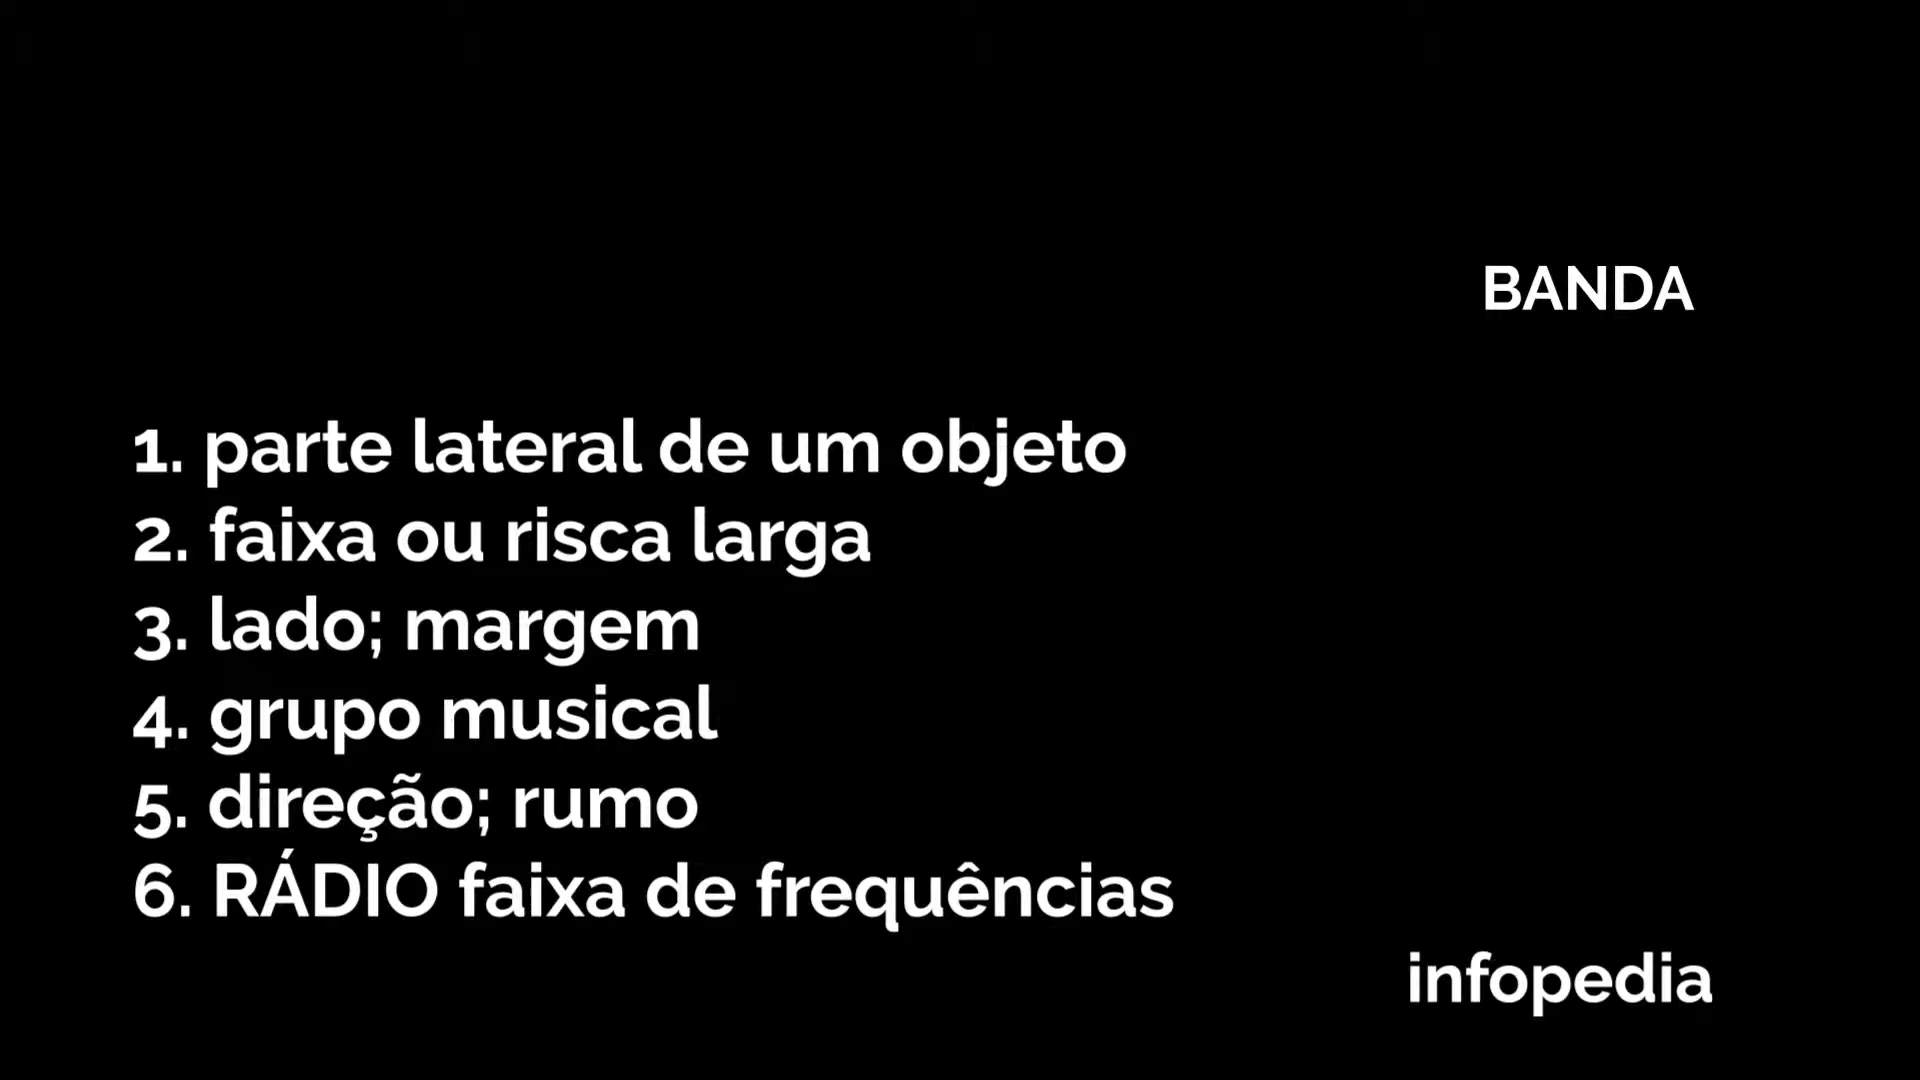 BANDA
1. parte lateral de um objeto
2. faixa ou risca larga
3. lado; margem
4. grupo musical
5. direção; rumo
6. RÁDIO faixa de frequências
infopedia